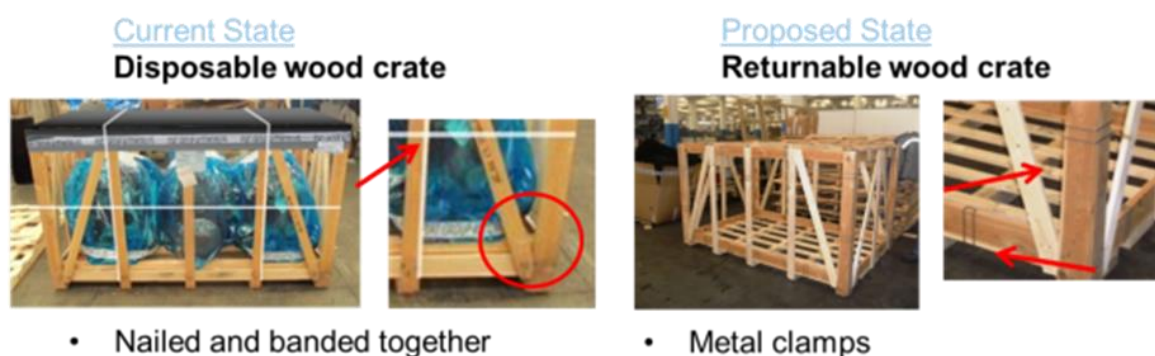 Current State
Disposable wood crate
Proposed State
Returnable wood crate
• Nailed and banded together
• Metal clamps